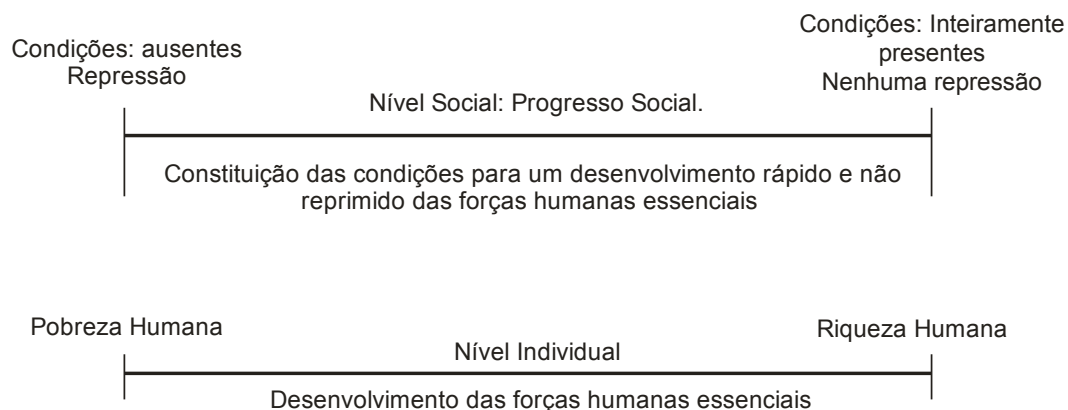 Condições: ausentes
Repressão
Condições: Inteiramente
presentes
Nenhuma repressão
Nível Social: Progresso Social.
Constituição das condições para um desenvolvimento rápido e não
reprimido das forças humanas essenciais
Pobreza Humana
Riqueza Humana
Nível Individual
Desenvolvimento das forças humanas essenciais